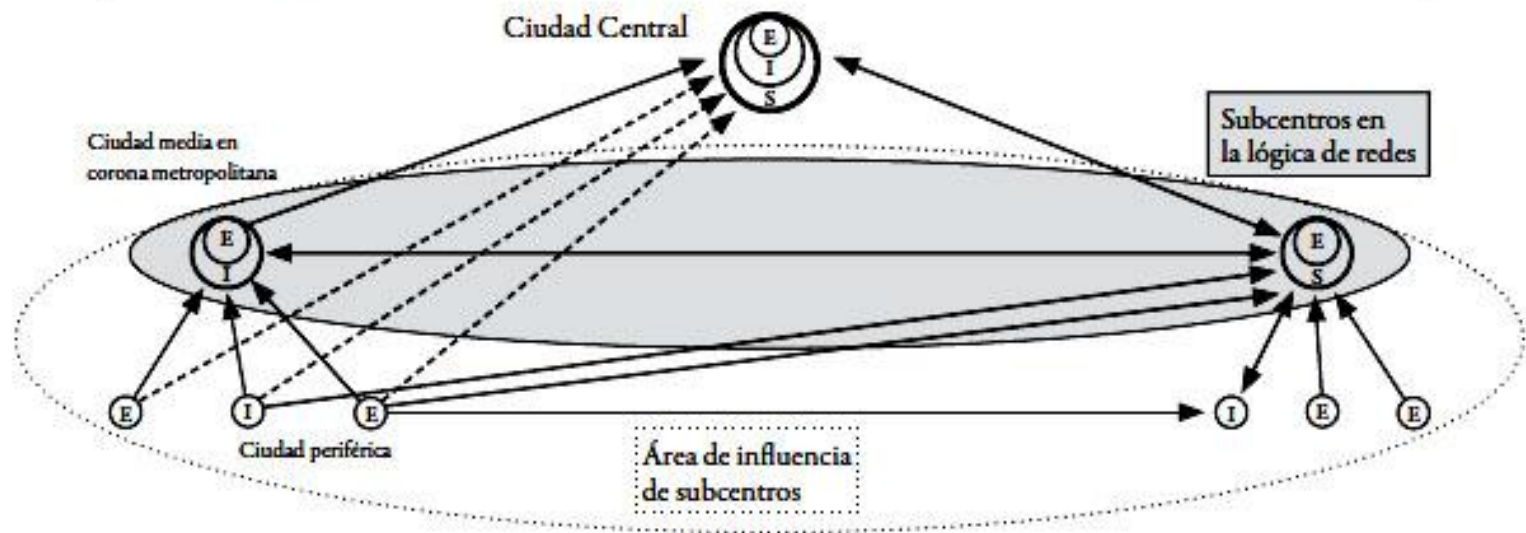 Ciudad Central
E
I
S
Ciudad media en
corona metropolitana
Subcentros en
la lógica de redes
E
I
E
S
E
I
E
I
E
E
Ciudad periférica
Área de influencia
de subcentros